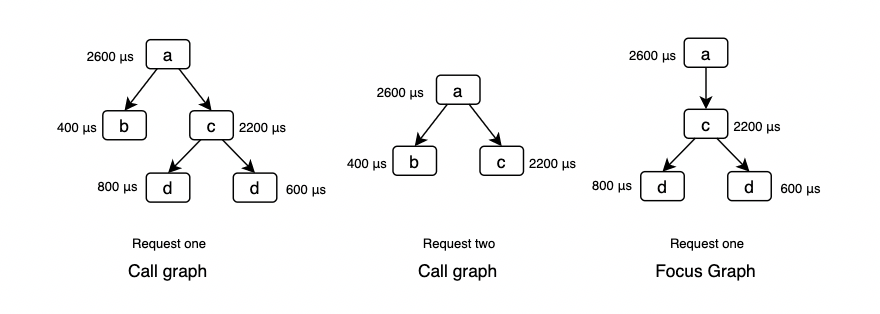 2600 μs
a
400 μs
b
c
2200 μs
800 μs
d
d
600 μs
Request one
Call graph
2600 μs
a
400 μs
b
c
2200 μs
Request two
Call graph
2600 μs
a
c
2200 μs
800 μs
d
d
600 μs
Request one
Focus Graph